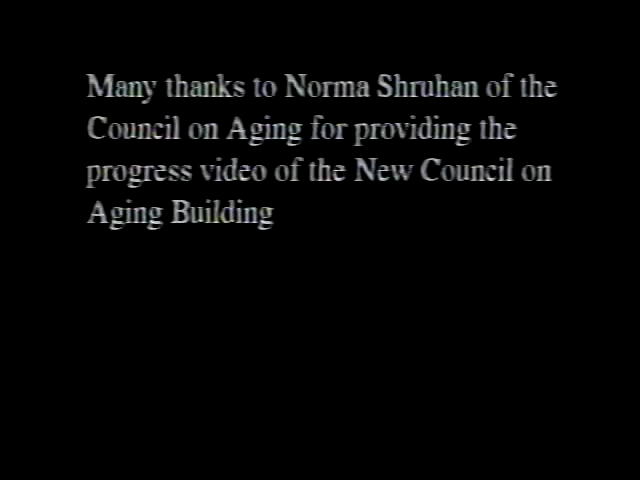 Many thanks to Norma Shruhan of the
Council on Aging for providing the
progress video of the New Council on
Aging Building